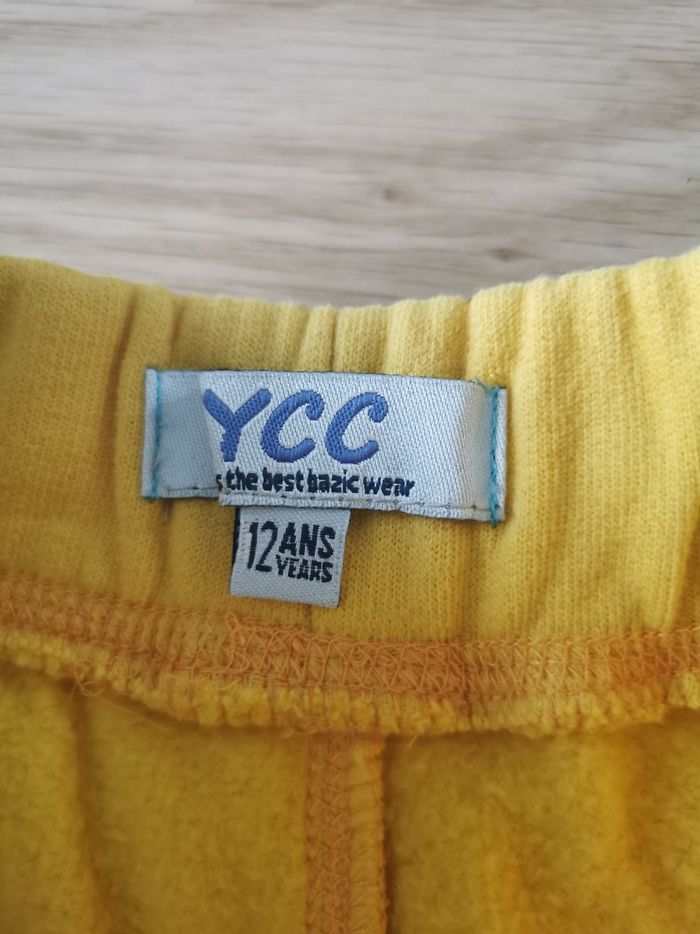 YCC
the best bazic wear
12 ANS
YEARS